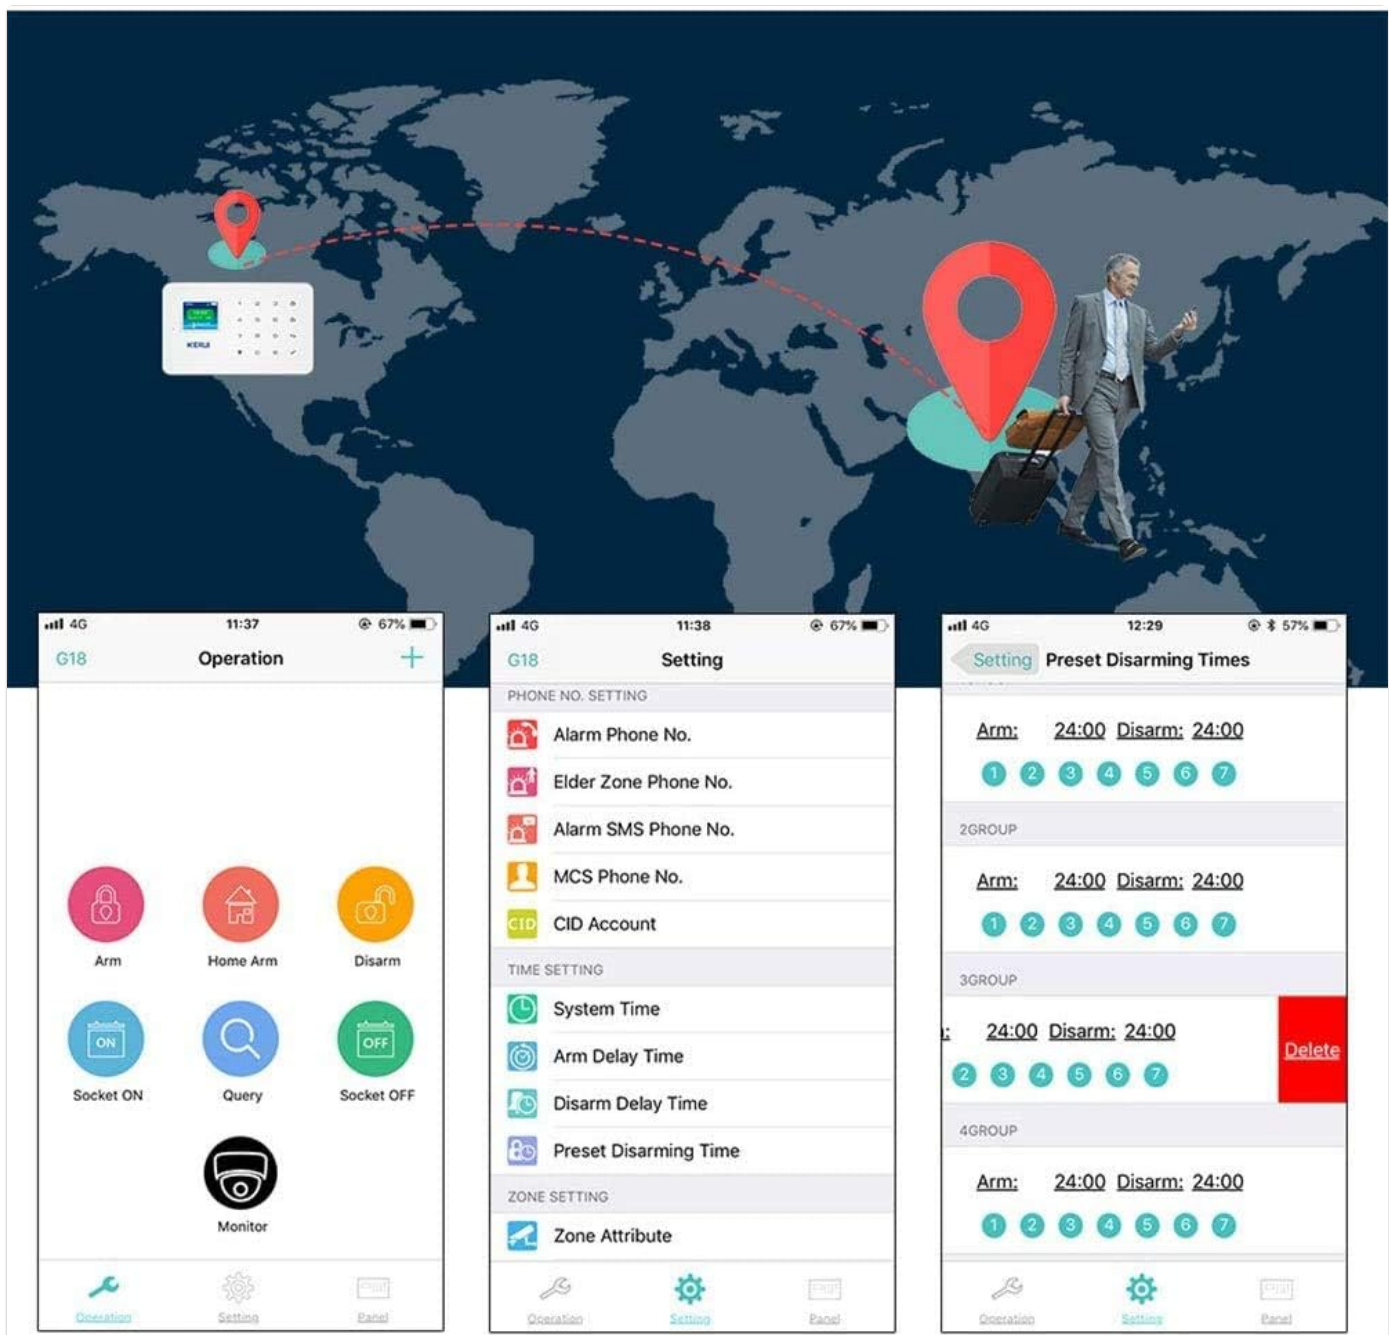 KERUI
4G 11:37 67%
G18 Operation +
Arm Home Arm Disarm
ON OFF
Socket ON Query Socket OFF
Monitor
Operation Setting Panel
4G 11:38 67%
G18 Setting
PHONE NO. SETTING
Alarm Phone No.
Elder Zone Phone No.
Alarm SMS Phone No.
MCS Phone No.
CID CID Account
TIME SETTING
System Time
Arm Delay Time
Disarm Delay Time
Preset Disarming Time
ZONE SETTING
Zone Attribute
Operation Setting Panel
4G 12:29 57%
Setting Preset Disarming Times
Arm: 24:00 Disarm: 24:00
1 2 3 4 5 6 7
2GROUP
Arm: 24:00 Disarm: 24:00
1 2 3 4 5 6 7
3GROUP
24:00 Disarm: 24:00 Delete
2 3 4 5 6 7
4GROUP
Arm: 24:00 Disarm: 24:00
1 2 3 4 5 6 7
Operation Setting Panel